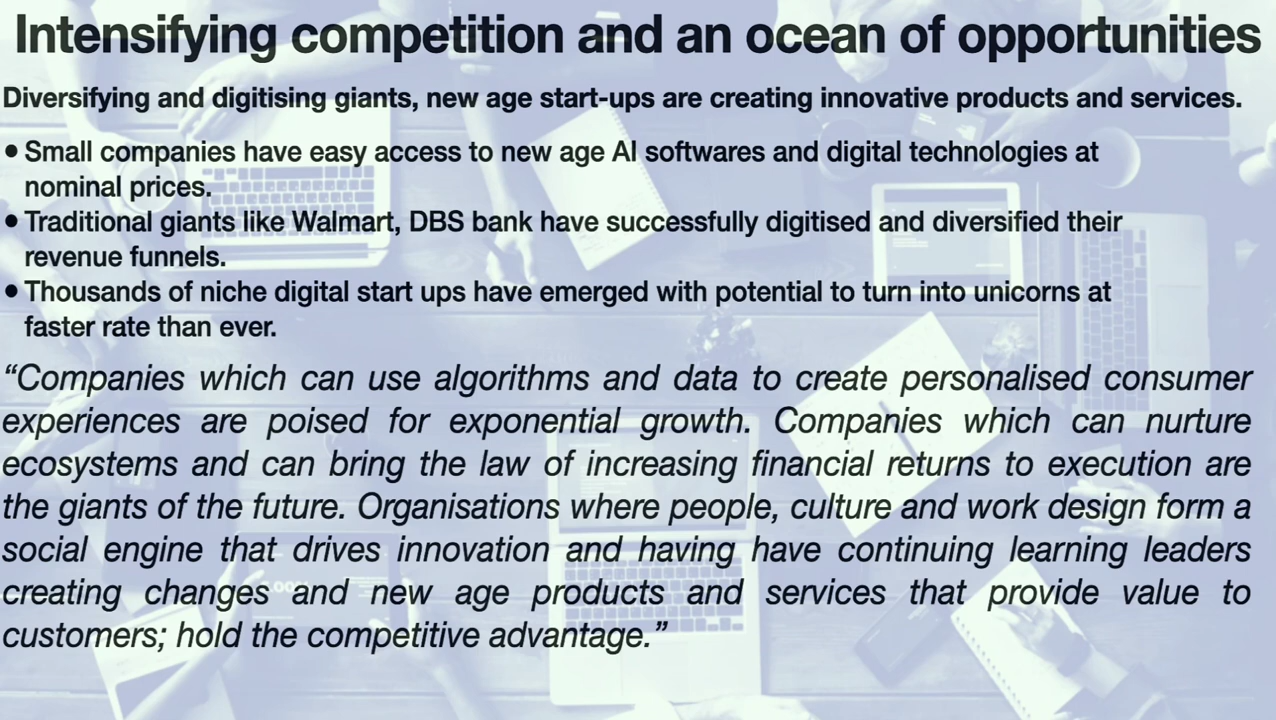 Intensifying competition and an ocean of opportunities
Diversifying and digitising giants, new age start-ups are creating innovative products and services.
• Small companies have easy access to new age AI softwares and digital technologies at
nominal prices.
• Traditional giants like Walmart, DBS bank have successfully digitised and diversified their
revenue funnels.
• Thousands of niche digital start ups have emerged with potential to turn into unicorns at
faster rate than ever.
“Companies which can use algorithms and data to create personalised consumer
experiences are poised for exponential growth. Companies which can nurture
ecosystems and can bring the law of increasing financial returns to execution are
the giants of the future. Organisations where people, culture and work design form a
social engine that drives innovation and having have continuing learning leaders
creating changes and new age products and services that provide value to
customers; hold the competitive advantage.”